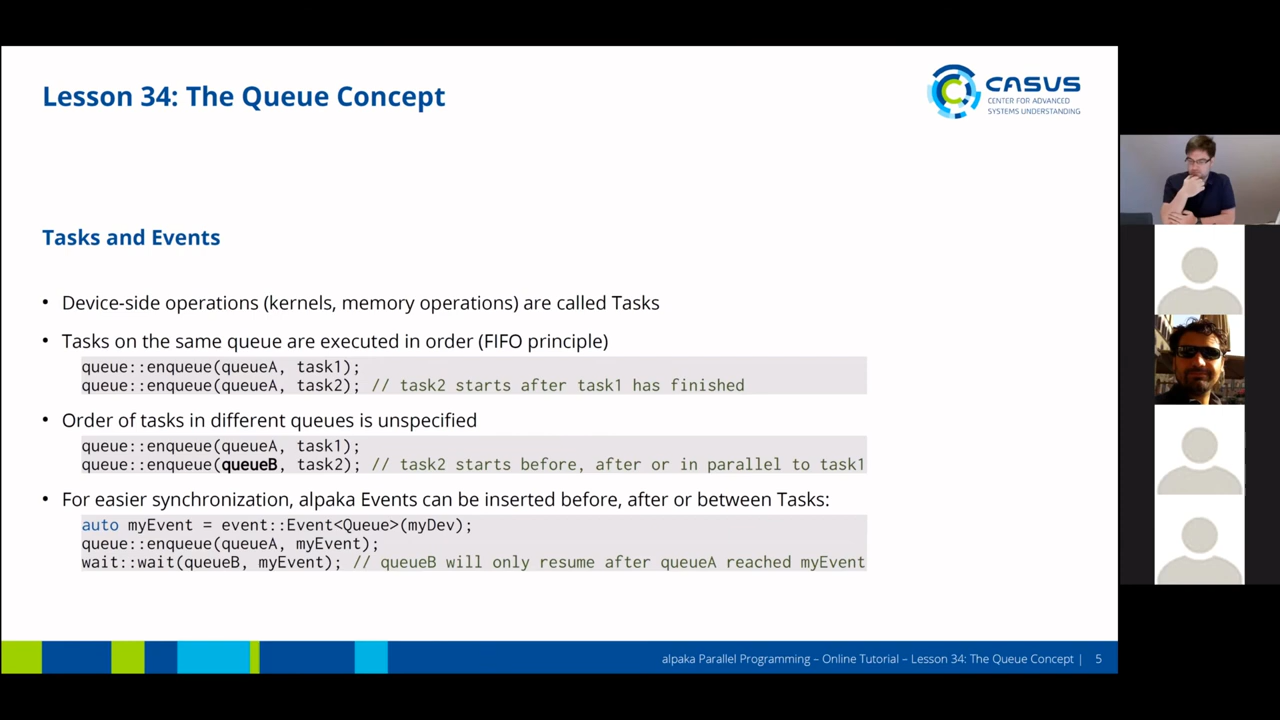 Lesson 34: The Queue Concept
CASUS
CENTER FOR ADVANCED
SYSTEMS UNDERSTANDING
Tasks and Events
• Device-side operations (kernels, memory operations) are called Tasks
• Tasks on the same queue are executed in order (FIFO principle)
queue::enqueue(queueA, task1);
queue::enqueue(queueA, task2); // task2 starts after task1 has finished
• Order of tasks in different queues is unspecified
queue::enqueue(queueA, task1);
queue::enqueue(queueB, task2); // task2 starts before, after or in parallel to task1
• For easier synchronization, alpaka Events can be inserted before, after or between Tasks:
auto myEvent = event::Event<Queue>(myDev);
queue::enqueue(queueA, myEvent);
wait::wait(queueB, myEvent); // queueB will only resume after queueA reached myEvent
alpaka Parallel Programming – Online Tutorial – Lesson 34: The Queue Concept | 5